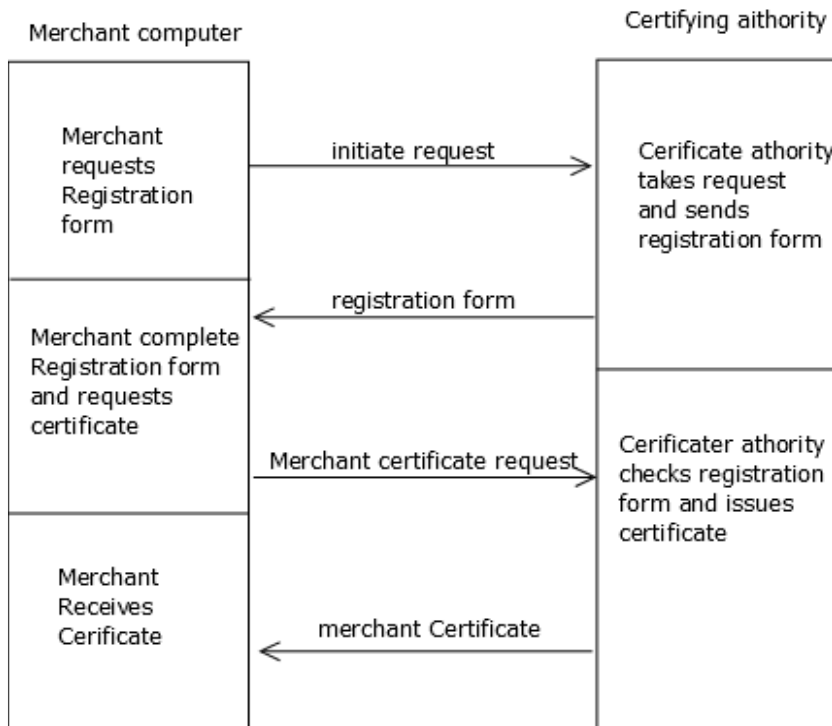 Merchant computer
Certifying aithority
Merchant
requests
Registration
form
initiate request
Cerificate athority
takes request
and sends
registration form
registration form
Merchant complete
Registration form
and requests
certificate
Merchant certificate request
Cerificater athority
checks registration
form and issues
certificate
Merchant
Receives
Cerificate
merchant Certificate